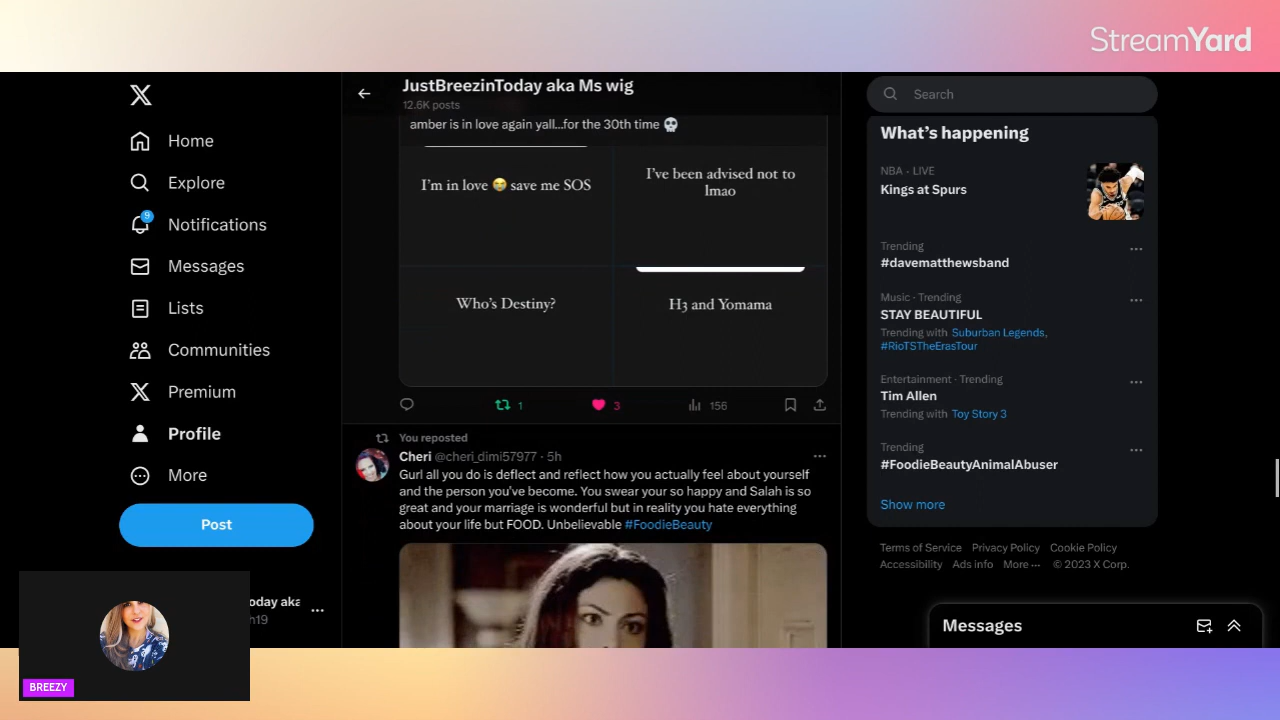 StreamYard
Home
Explore
9
Notifications
Messages
Lists
Communities
Premium
Profile
More
Post
oday aka
h19
BREEZY
JustBreezinToday aka Ms wig
12.6K posts
amber is in love again yall...for the 30th time 💀
I'm in love 😭 save me SOS
I've been advised not to
lmao
Who's Destiny?
H3 and Yomama
1
3
156
You reposted
Cheri @cheri_dimi57977 · 5h
Gurl all you do is deflect and reflect how you actually feel about yourself
and the person you've become. You swear your so happy and Salah is so
great and your marriage is wonderful but in reality you hate everything
about your life but FOOD. Unbelievable #FoodieBeauty
Search
What's happening
NBA · LIVE
Kings at Spurs
Trending
#davematthewsband
Music · Trending
STAY BEAUTIFUL
Trending with Suburban Legends,
#RioTSTheErasTour
Entertainment · Trending
Tim Allen
Trending with Toy Story 3
Trending
#FoodieBeautyAnimalAbuser
Show more
Terms of Service Privacy Policy Cookie Policy
Accessibility Ads info More ··· © 2023 X Corp.
Messages